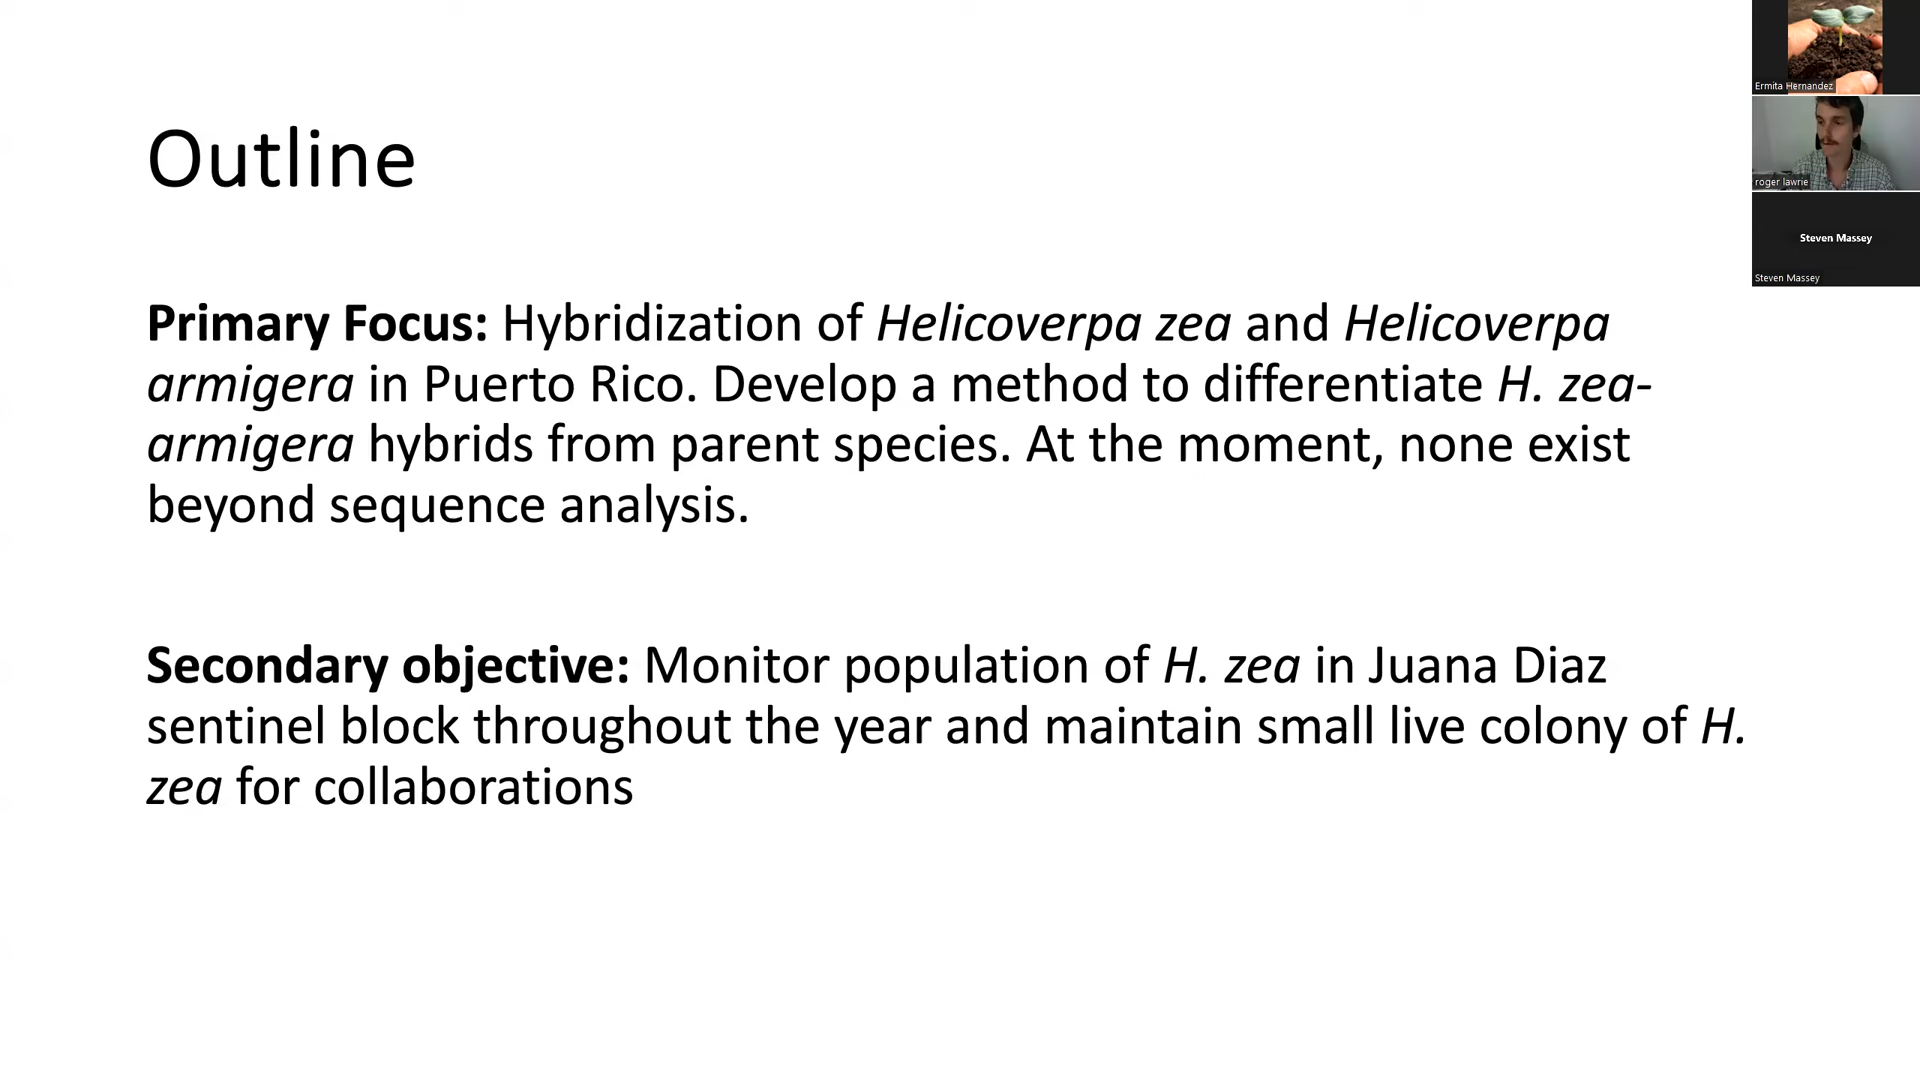 Outline
Primary Focus: Hybridization of Helicoverpa zea and Helicoverpa
armigera in Puerto Rico. Develop a method to differentiate H. zea-
armigera hybrids from parent species. At the moment, none exist
beyond sequence analysis.
Secondary objective: Monitor population of H. zea in Juana Diaz
sentinel block throughout the year and maintain small live colony of H.
zea for collaborations
Ermita Hernandez
roger lawrie
Steven Massey
Steven Massey